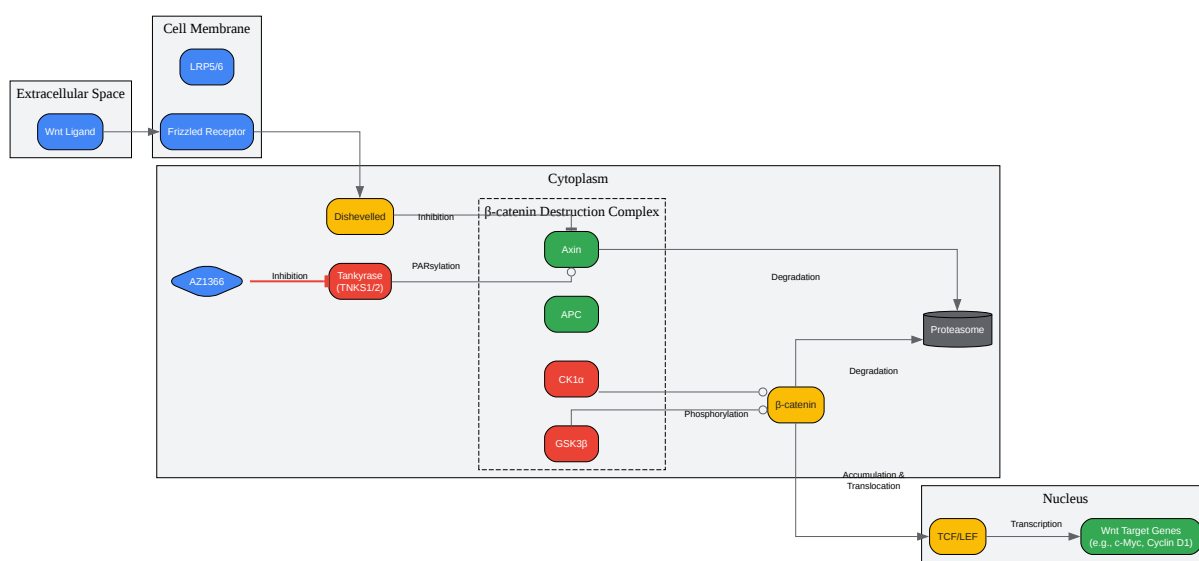 Cell Membrane
LRP5/6
Extracellular Space
Wnt Ligand
Frizzled Receptor
Cytoplasm
Dishevelled
Inhibition
β-catenin Destruction Complex
Axin
AZ1366
Inhibition
Tankyrase
(TNKS1/2)
PARsylation
Degradation
APC
Proteasome
CK1α
Degradation
β-catenin
Phosphorylation
GSK3β
Accumulation &
Translocation
Nucleus
TCF/LEF
Transcription
Wnt Target Genes
(e.g., c-Myc, Cyclin D1)